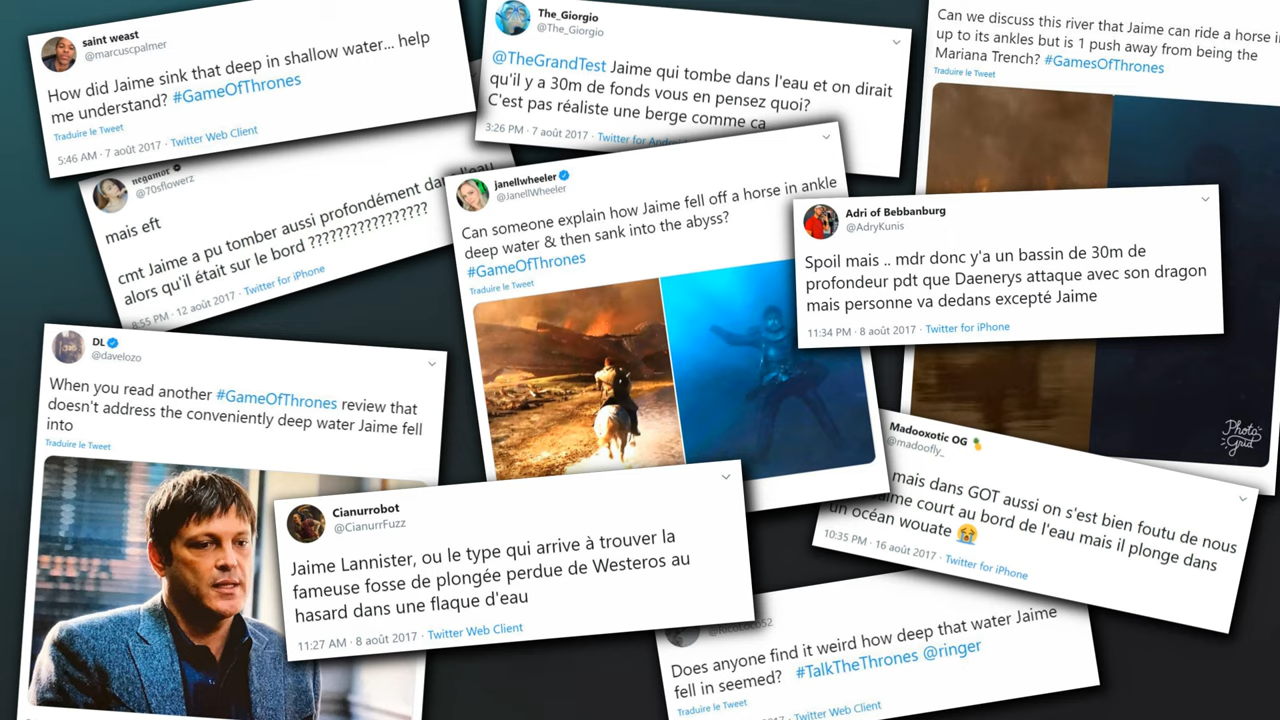 saint weast
@marcuscpalmer
How did Jaime sink that deep in shallow water... help
me understand? #GameOfThrones
Traduire le Tweet
5:46 AM · 7 août 2017 · Twitter Web Client
The_Giorgio
@The_Giorgio
@TheGrandTest Jaime qui tombe dans l'eau et on dirait
qu'il y a 30m de fonds vous en pensez quoi?
C'est pas réaliste une berge comme ca
3:26 PM · 7 août 2017 · Twitter for Android
Can we discuss this river that Jaime can ride a horse in
up to its ankles but is 1 push away from being the
Mariana Trench? #GamesOfThrones
Traduire le Tweet
negamot
@70sflowerz
mais eft
cmt Jaime a pu tomber aussi profondément dans l'eau
alors qu'il était sur le bord ????????????????
8:55 PM · 12 août 2017 · Twitter for iPhone
janellwheeler
@JanellWheeler
Can someone explain how Jaime fell off a horse in ankle
deep water & then sank into the abyss?
#GameOfThrones
Traduire le Tweet
Adri of Bebbanburg
@AdryKunis
Spoil mais .. mdr donc y'a un bassin de 30m de
profondeur pdt que Daenerys attaque avec son dragon
mais personne va dedans excepté Jaime
11:34 PM · 8 août 2017 · Twitter for iPhone
DL
@davelozo
When you read another #GameOfThrones review that
doesn't address the conveniently deep water Jaime fell
into
Traduire le Tweet
Photo
Grid
Madooxotic OG
@madoofly_
mais dans GOT aussi on s'est bien foutu de nous
Jaime court au bord de l'eau mais il plonge dans
un océan wouate
10:35 PM · 16 août 2017 · Twitter for iPhone
Cianurrobot
@CianurrFuzz
Jaime Lannister, ou le type qui arrive à trouver la
fameuse fosse de plongée perdue de Westeros au
hasard dans une flaque d'eau
11:27 AM · 8 août 2017 · Twitter Web Client
Does anyone find it weird how deep that water Jaime
fell in seemed? #TalkTheThrones @ringer
Traduire le Tweet
2017 · Twitter Web Client